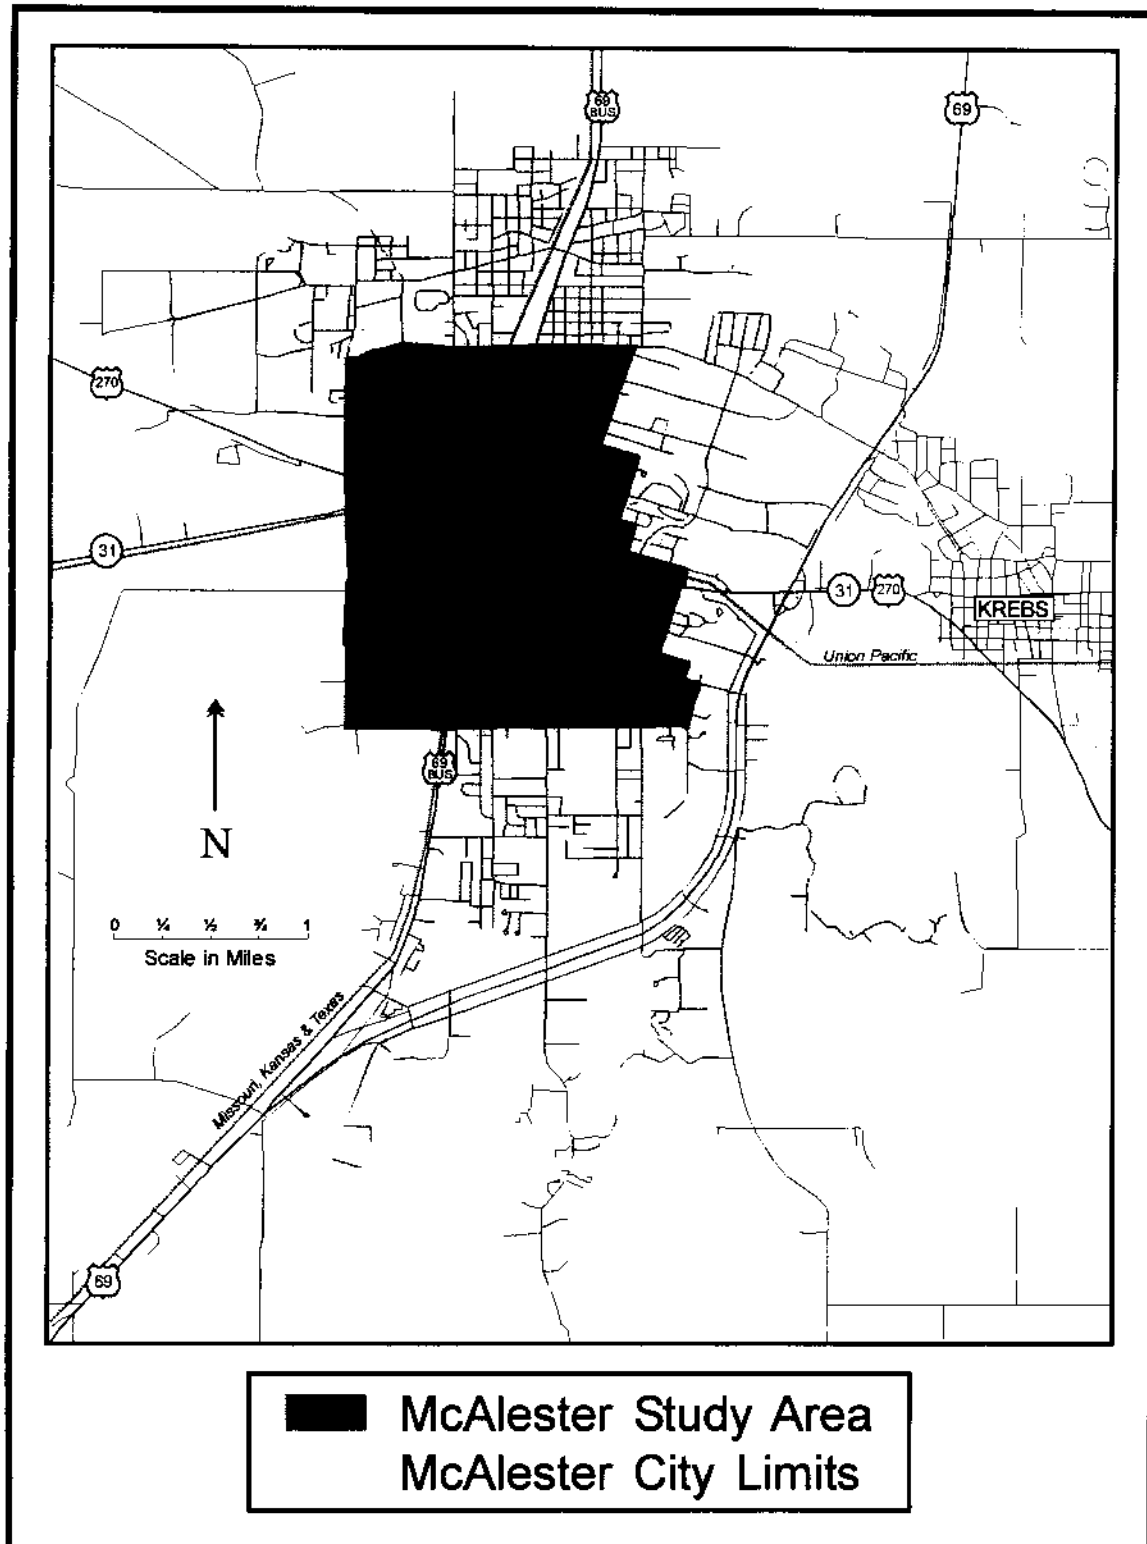 69
BUS
69
270
31
31
270
KREBS
Union Pacific
69
BUS
N
0 ¼ ½ ¾ 1
Scale in Miles
Missouri, Kansas & Texas
69
McAlester Study Area
McAlester City Limits